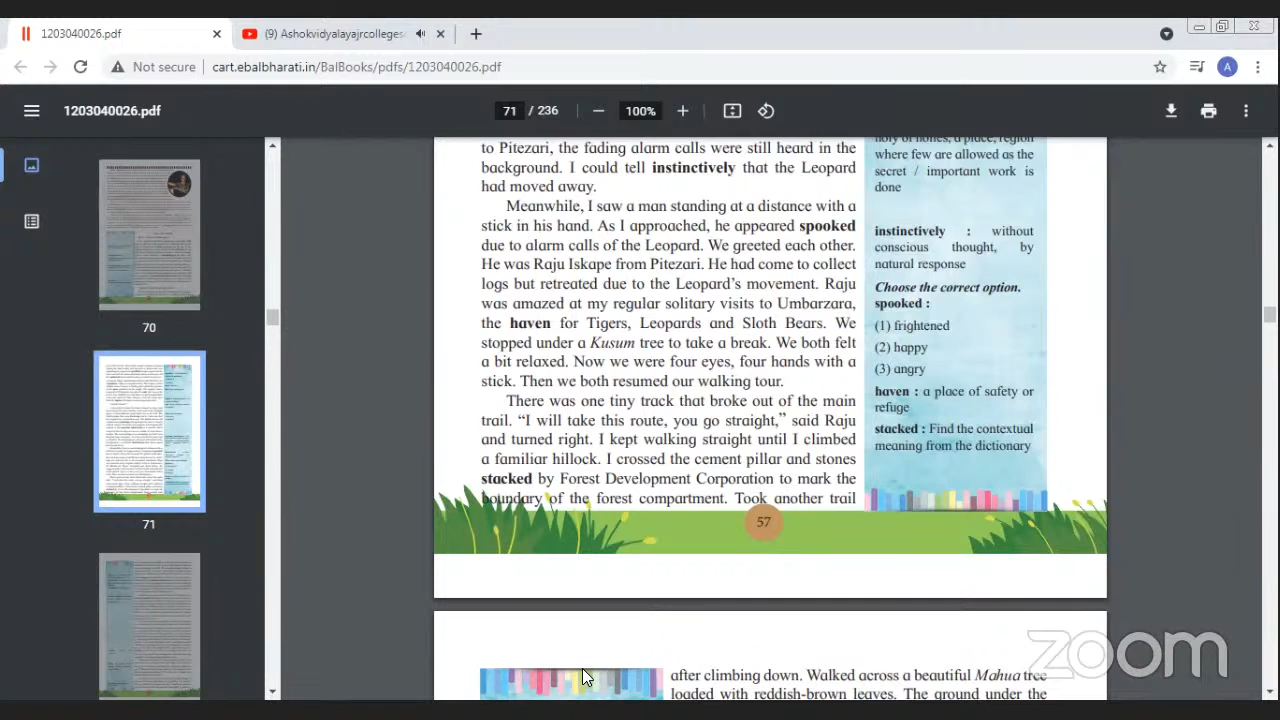 1203040026.pdf
(9) Ashokvidyalayajrcolleges
Not secure
cart.ebalbharati.in/BalBooks/pdfs/1203040026.pdf
A
1203040026.pdf
71 / 236
100%
70
71
to Pitezari, the fading alarm calls were still heard in the
background. I could tell instinctively that the Leopard
had moved away.
Meanwhile, I saw a man standing at a distance with a
stick in his hand. As I approached, he appeared spooked
due to alarm calls of the Leopard. We greeted each other.
He was Raju Iskape from Pitezari. He had come to collect
logs but retreated due to the Leopard's movement. Raju
was amazed at my regular solitary visits to Umbarzara,
the haven for Tigers, Leopards and Sloth Bears. We
stopped under a Kusum tree to take a break. We both felt
a bit relaxed. Now we were four eyes, four hands with a
stick. Then we both resumed our walking tour.
There was one tiny track that broke out of the main
trail. “I will take this route, you go straight,” said Raju
and turned right. I kept walking straight until I climbed
a familiar hillock. I crossed the cement pillar and stones
stacked by Forest Development Corporation to mark the
boundary of the forest compartment. Took another trail
holy of holies, a place, region
where few are allowed as the
secret / important work is
done
instinctively : without
conscious thought, by
natural response
Choose the correct option.
spooked :
(1) frightened
(2) happy
(3) angry
haven : a place of safety or
refuge
stacked : Find the contextual
meaning from the dictionary
57
after climbing down. Walked across a beautiful Mahua tree
loaded with reddish-brown leaves. The ground under the
zoom